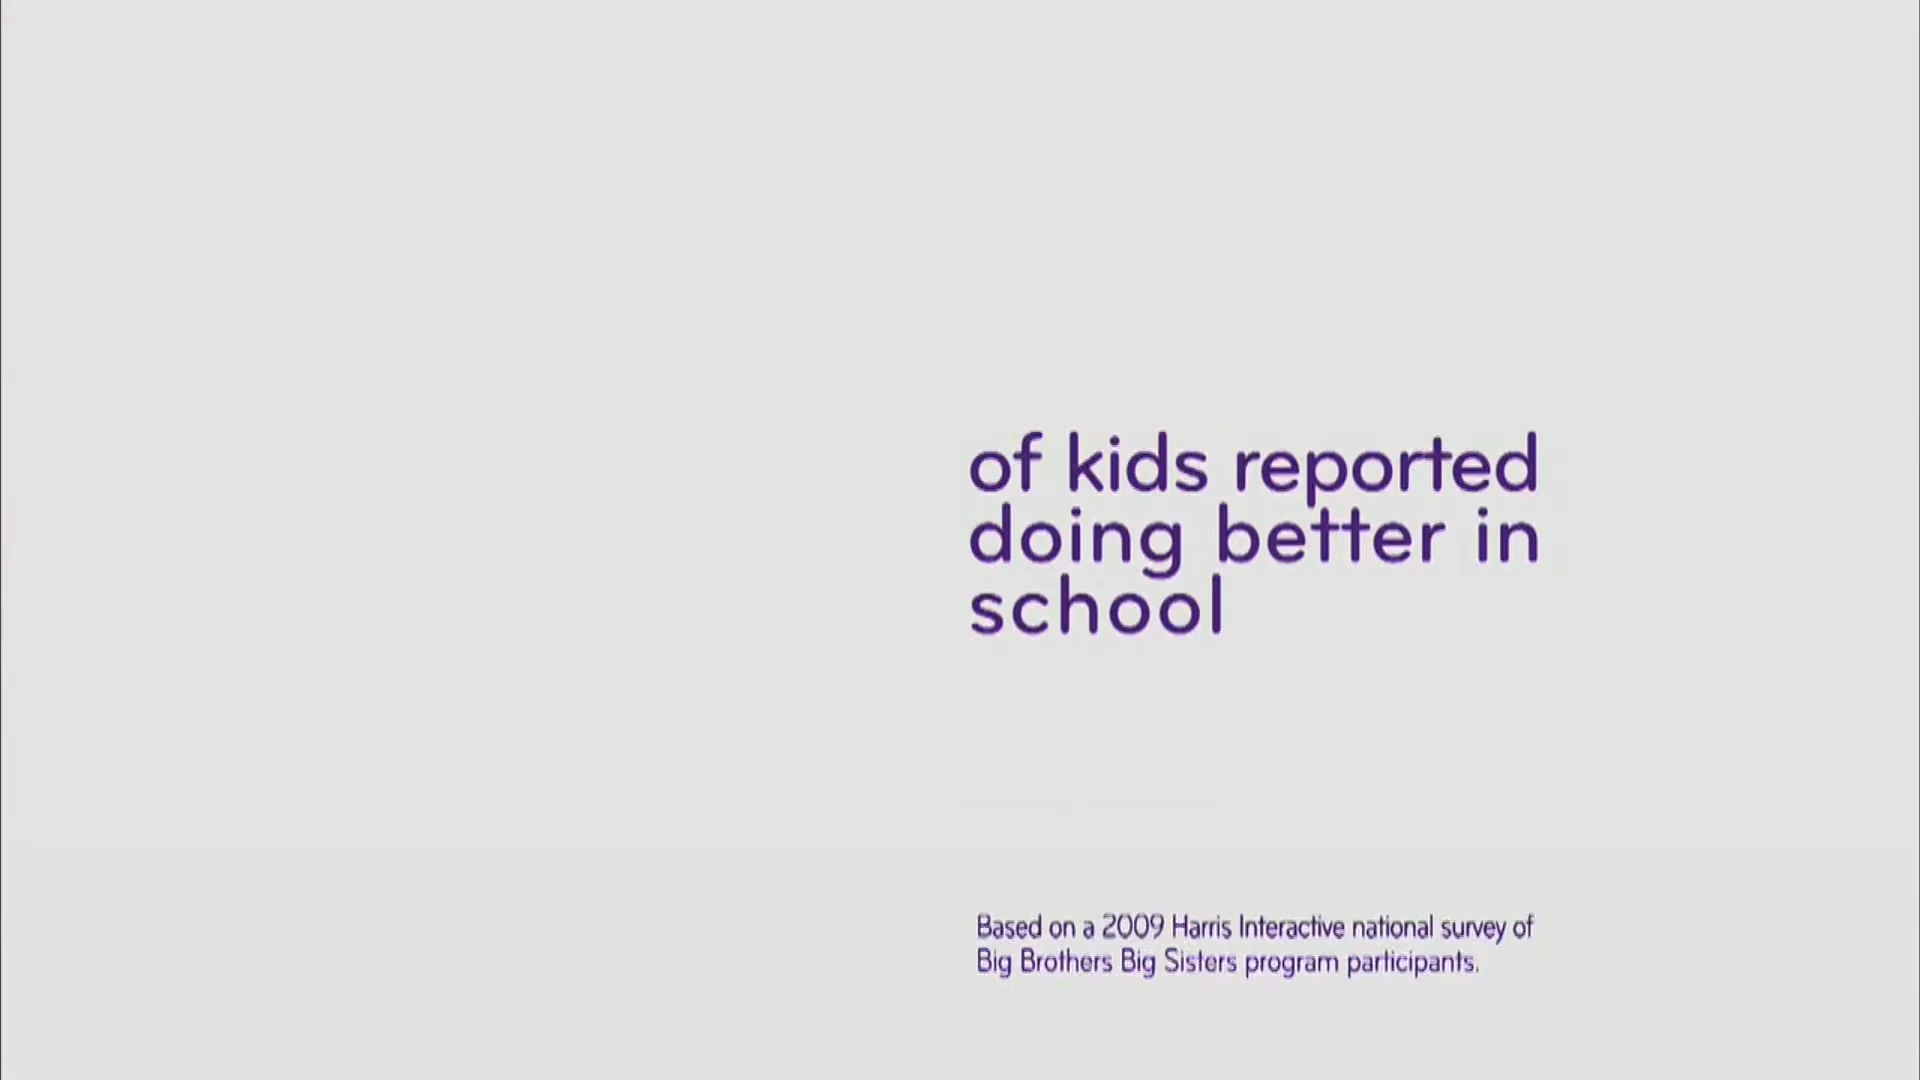 of kids reported
doing better in
school
Based on a 2009 Harris Interactive national survey of
Big Brothers Big Sisters program participants.